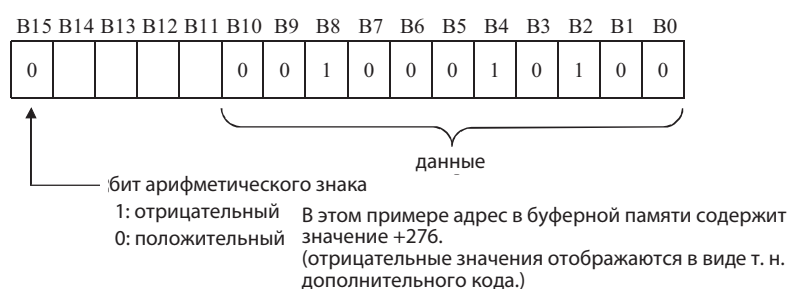 B15 B14 B13 B12 B11 B10 B9 B8 B7 B6 B5 B4 B3 B2 B1 B0
0 0 0 1 0 0 0 1 0 1 0 0
данные
бит арифметического знака
1: отрицательный
0: положительный
В этом примере адрес в буферной памяти содержит
значение +276.
(отрицательные значения отображаются в виде т. н.
дополнительного кода.)